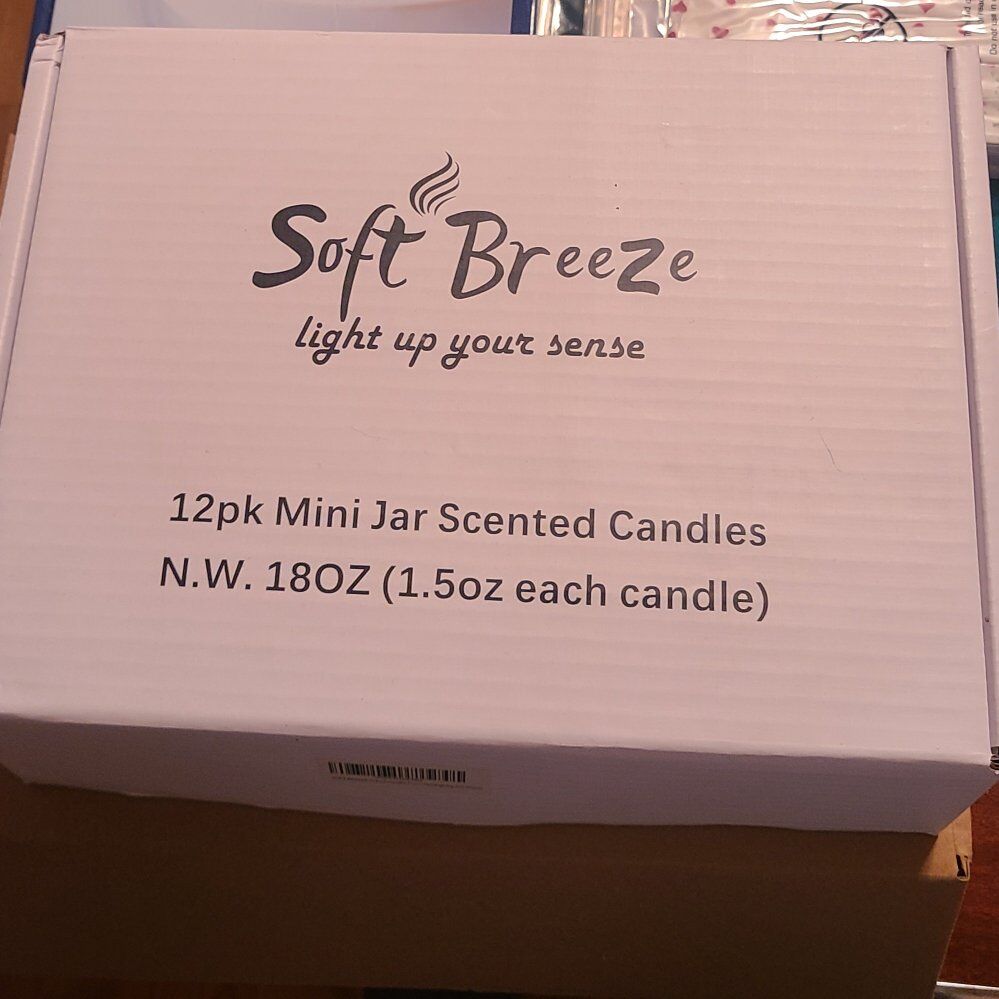 Soft Breeze
light up your sense
12pk Mini Jar Scented Candles
N.W. 18OZ (1.5oz each candle)